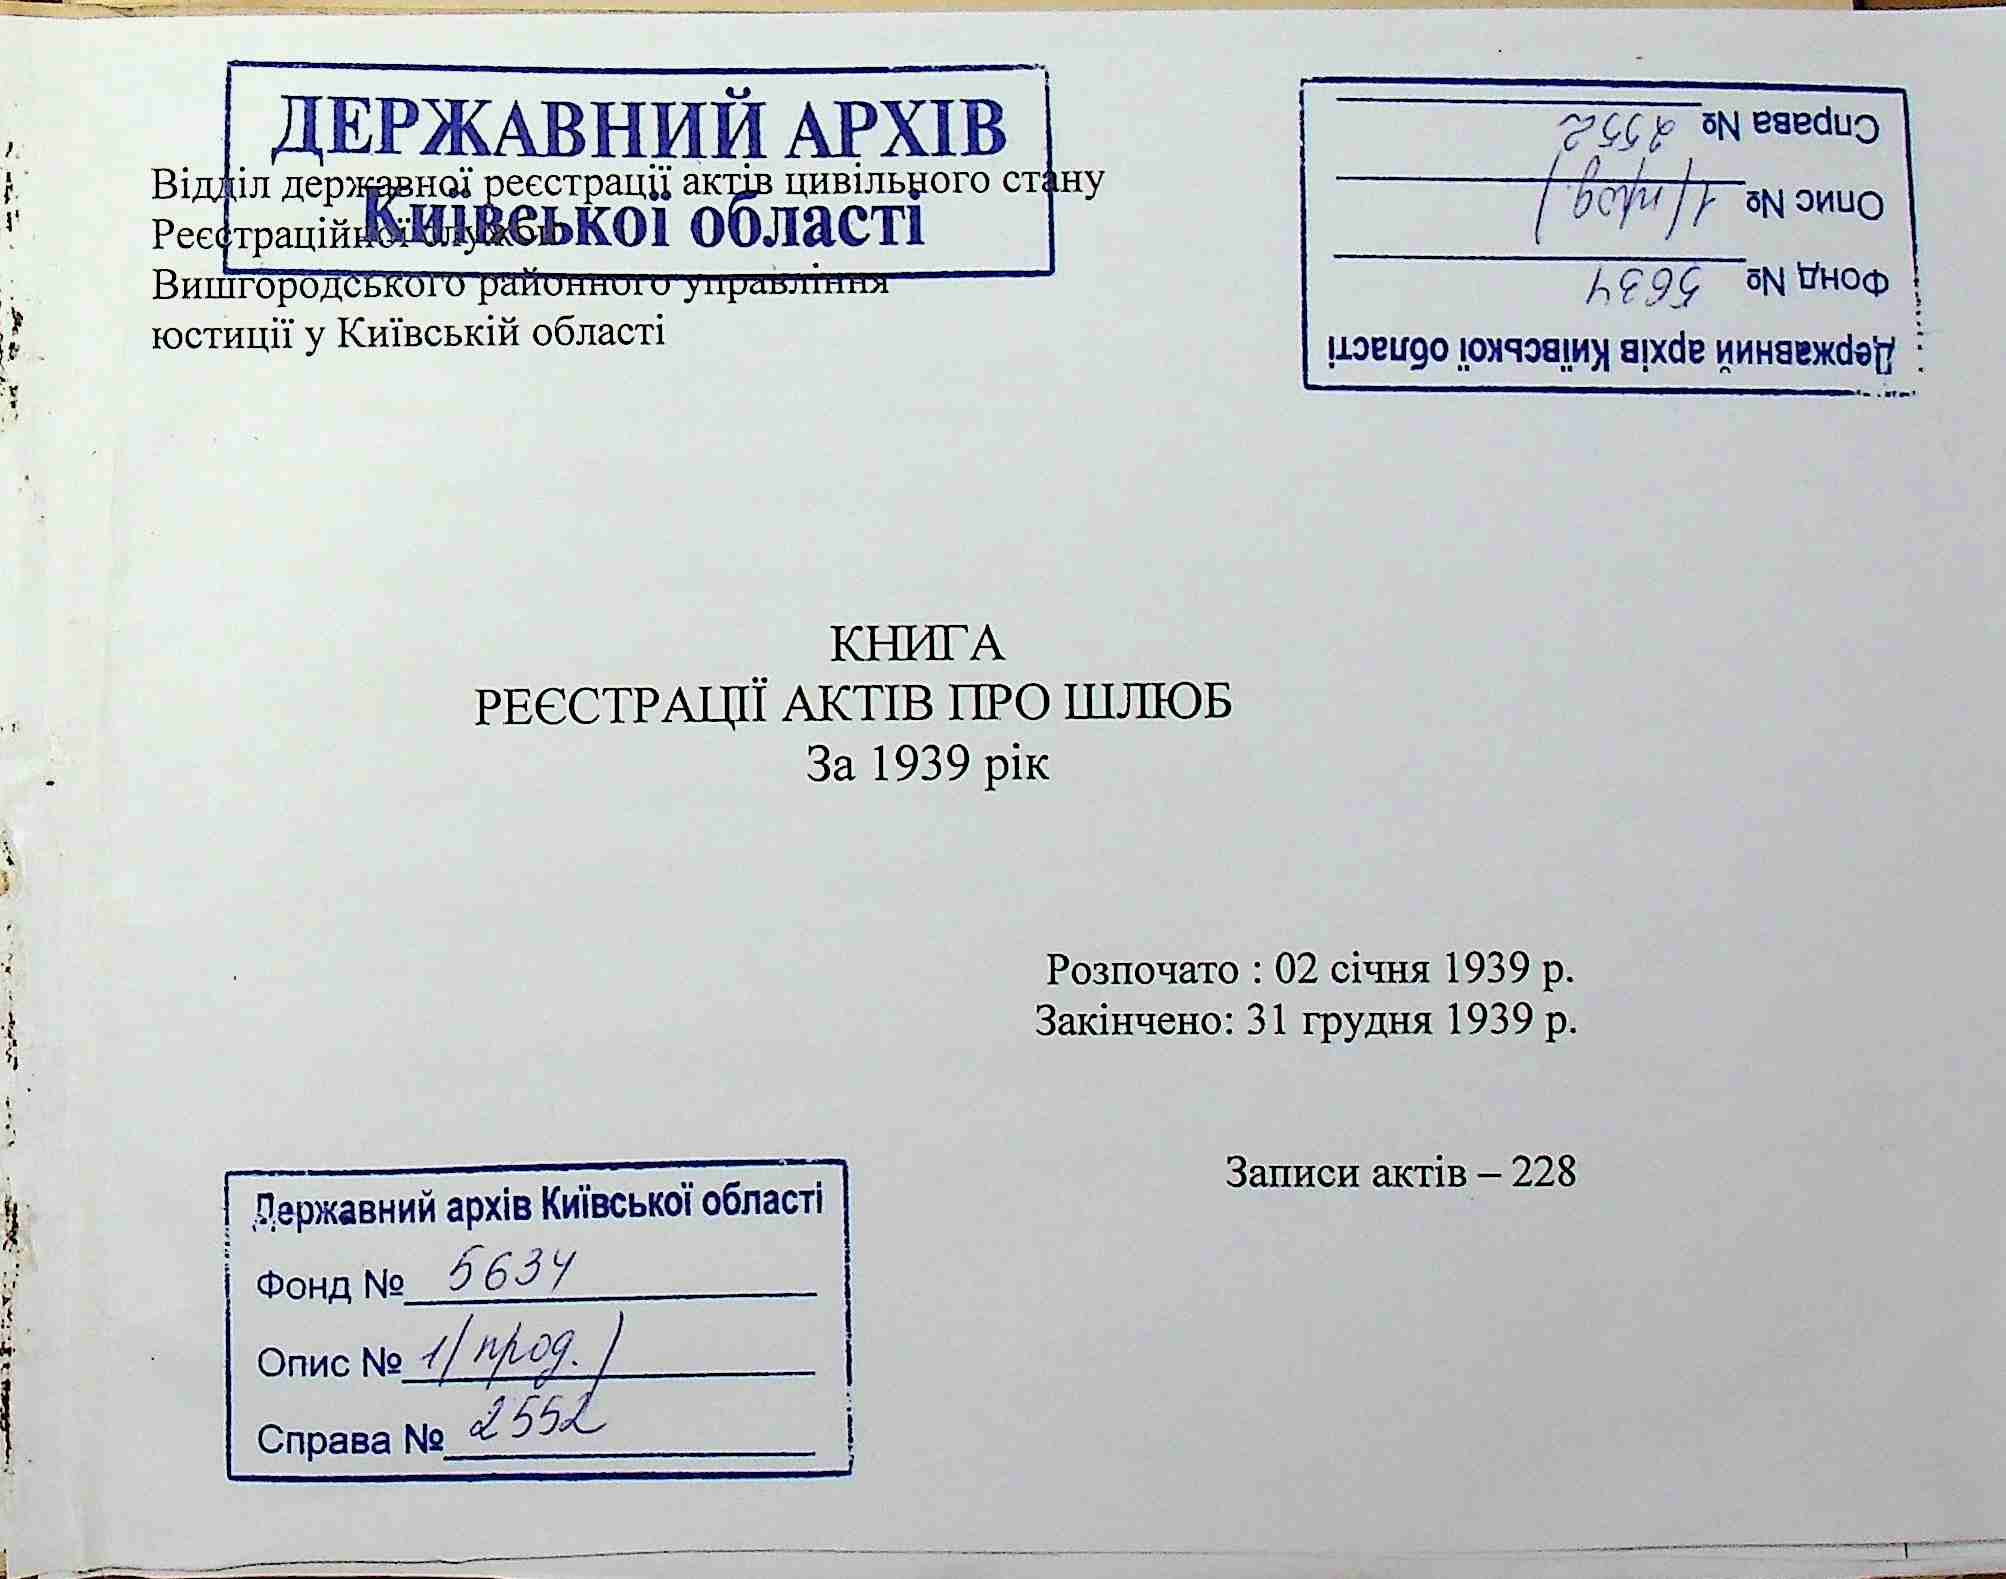 ДЕРЖАВНИЙ АРХІВ
Київської області
Відділ державної реєстрації актів цивільного стану
Реєстраційної служби
Вишгородського районного управління
юстиції у Київській області
Державний архів Київської області
Фонд № 5634
Опис № 1(прод.)
Справа № 2552
КНИГА
РЕЄСТРАЦІЇ АКТІВ ПРО ШЛЮБ
За 1939 рік
Розпочато : 02 січня 1939 р.
Закінчено: 31 грудня 1939 р.
Записи актів – 228
Державний архів Київської області
Фонд № 5634
Опис № 1(прод.)
Справа № 2552